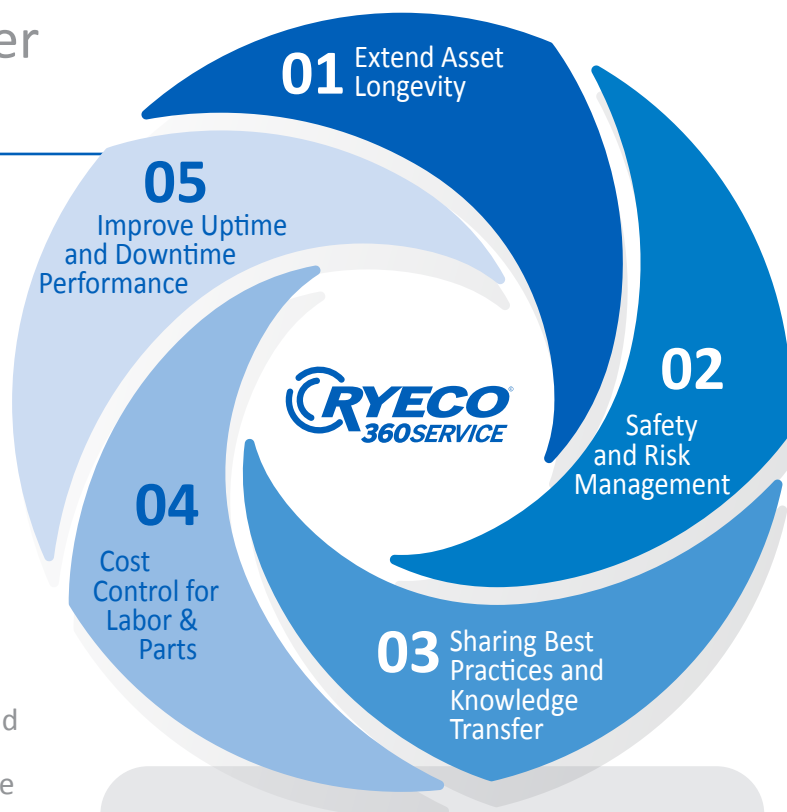 er
01 Extend Asset
Longevity
02
Safety
and Risk
Management
03 Sharing Best
Practices and
Knowledge
Transfer
04
Cost
Control for
Labor &
Parts
05
Improve Uptime
and Downtime
Performance
RYECO®
360SERVICE
d
e